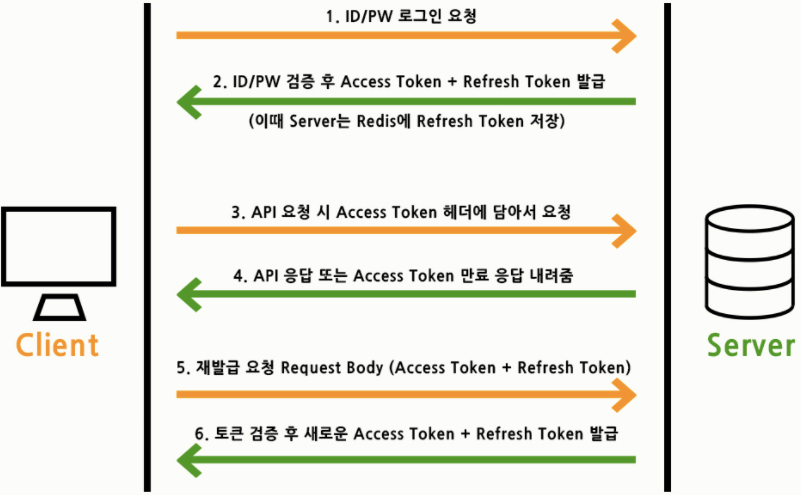 1. ID/PW 로그인 요청
2. ID/PW 검증 후 Access Token + Refresh Token 발급
(이때 Server는 Redis에 Refresh Token 저장)
3. API 요청 시 Access Token 헤더에 담아서 요청
4. API 응답 또는 Access Token 만료 응답 내려줌
Client
Server
5. 재발급 요청 Request Body (Access Token + Refresh Token)
6. 토큰 검증 후 새로운 Access Token + Refresh Token 발급